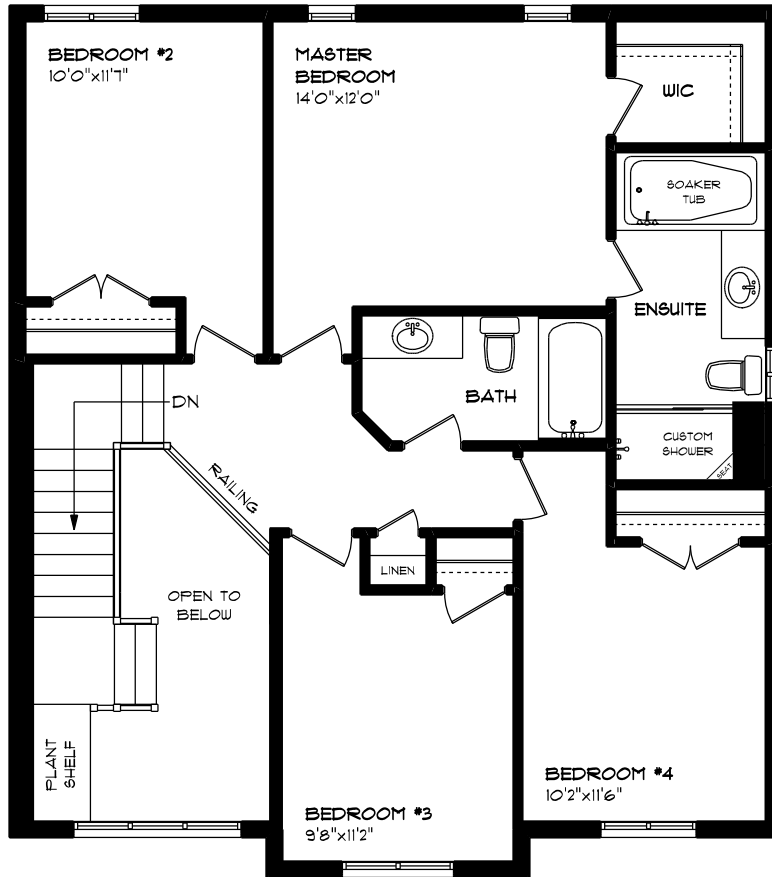 BEDROOM #2
10'0"x11'7"
MASTER
BEDROOM
14'0"x12'0"
WIC
SOAKER
TUB
ENSUITE
BATH
DN
CUSTOM
SHOWER
SEAT
RAILING
LINEN
OPEN TO
BELOW
PLANT
SHELF
BEDROOM #4
10'2"x11'6"
BEDROOM #3
9'8"x11'2"